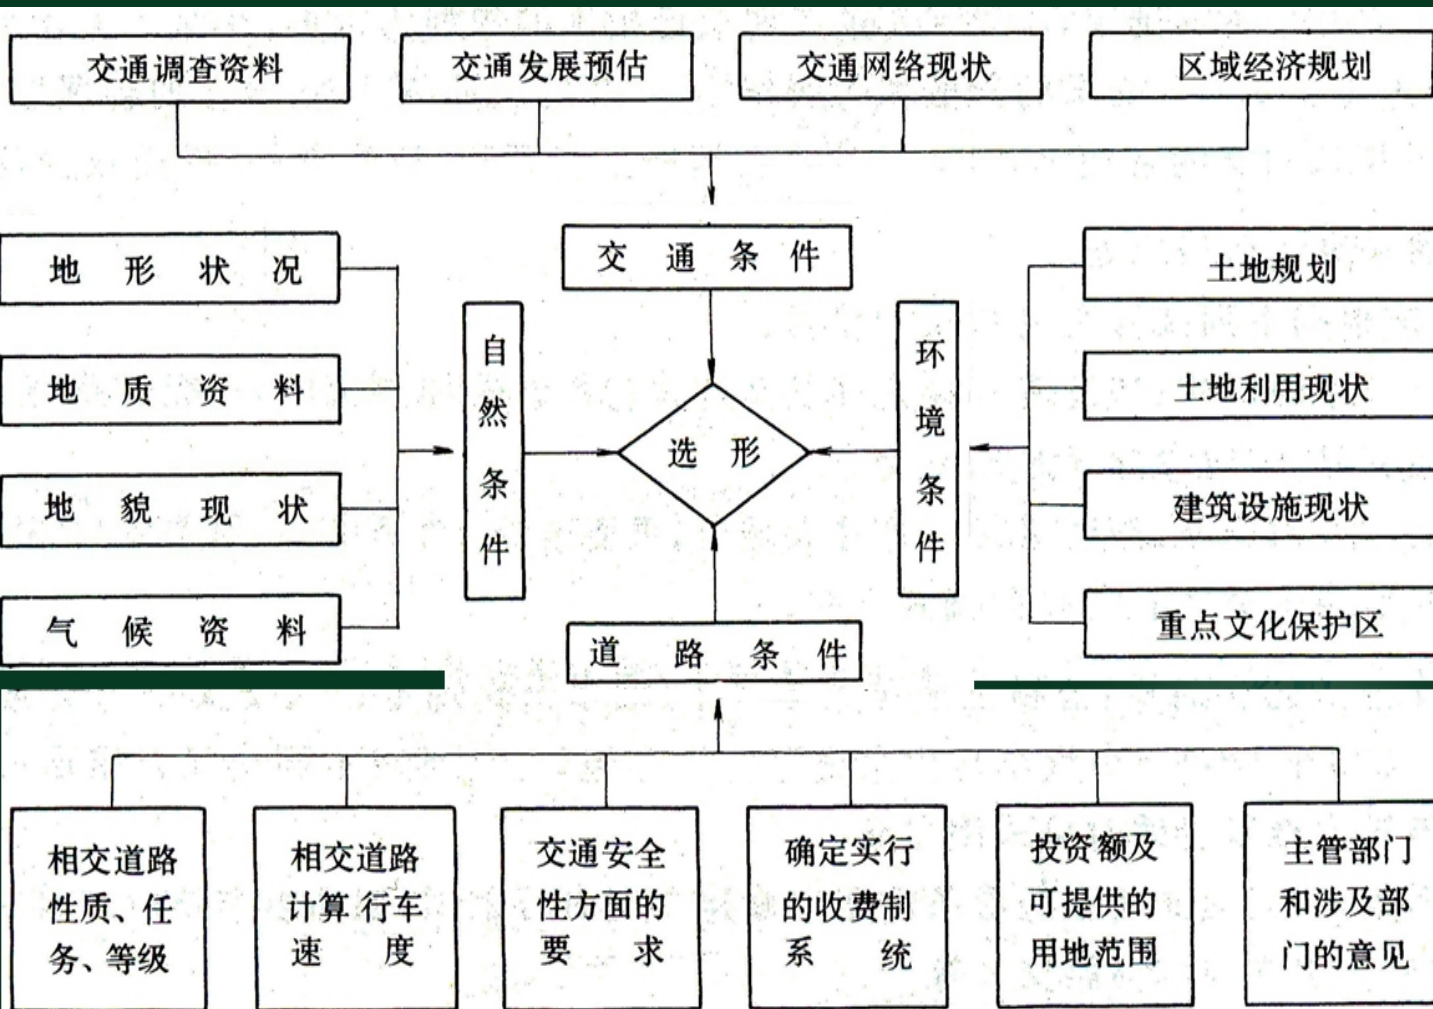 交通调查资料
交通发展预估
交通网络现状
区域经济规划
交通条件
地形状况
地质资料
地貌现状
气候资料
自然条件
选形
环境条件
土地规划
土地利用现状
建筑设施现状
重点文化保护区
道路条件
相交道路
性质、任
务、等级
相交道路
计算行车
速度
交通安全
性方面的
要求
确定实行
的收费制
系统
投资额及
可提供的
用地范围
主管部门
和涉及部
门的意见